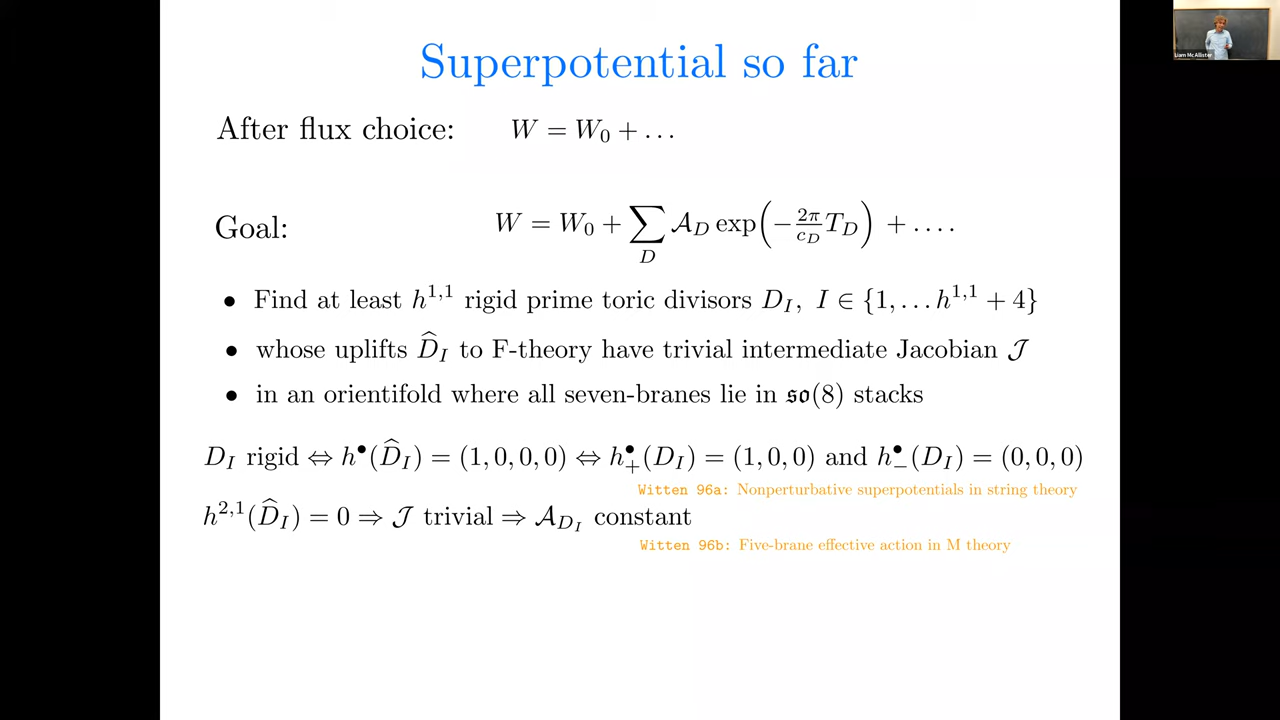 Superpotential so far
Liam McAllister
After flux choice: W = W₀ + …
Goal: W = W₀ + ∑_D 𝒜_D exp(−(2π/c_D) T_D) + … .
• Find at least h^{1,1} rigid prime toric divisors D_I, I ∈ {1, … h^{1,1} + 4}
• whose uplifts D̂_I to F-theory have trivial intermediate Jacobian 𝒥
• in an orientifold where all seven-branes lie in 𝔰𝔬(8) stacks
D_I rigid ⇔ h^•(D̂_I) = (1, 0, 0, 0) ⇔ h^•_+(D_I) = (1, 0, 0) and h^•_−(D_I) = (0, 0, 0)
Witten 96a: Nonperturbative superpotentials in string theory
h^{2,1}(D̂_I) = 0 ⇒ 𝒥 trivial ⇒ 𝒜_{D_I} constant
Witten 96b: Five-brane effective action in M theory